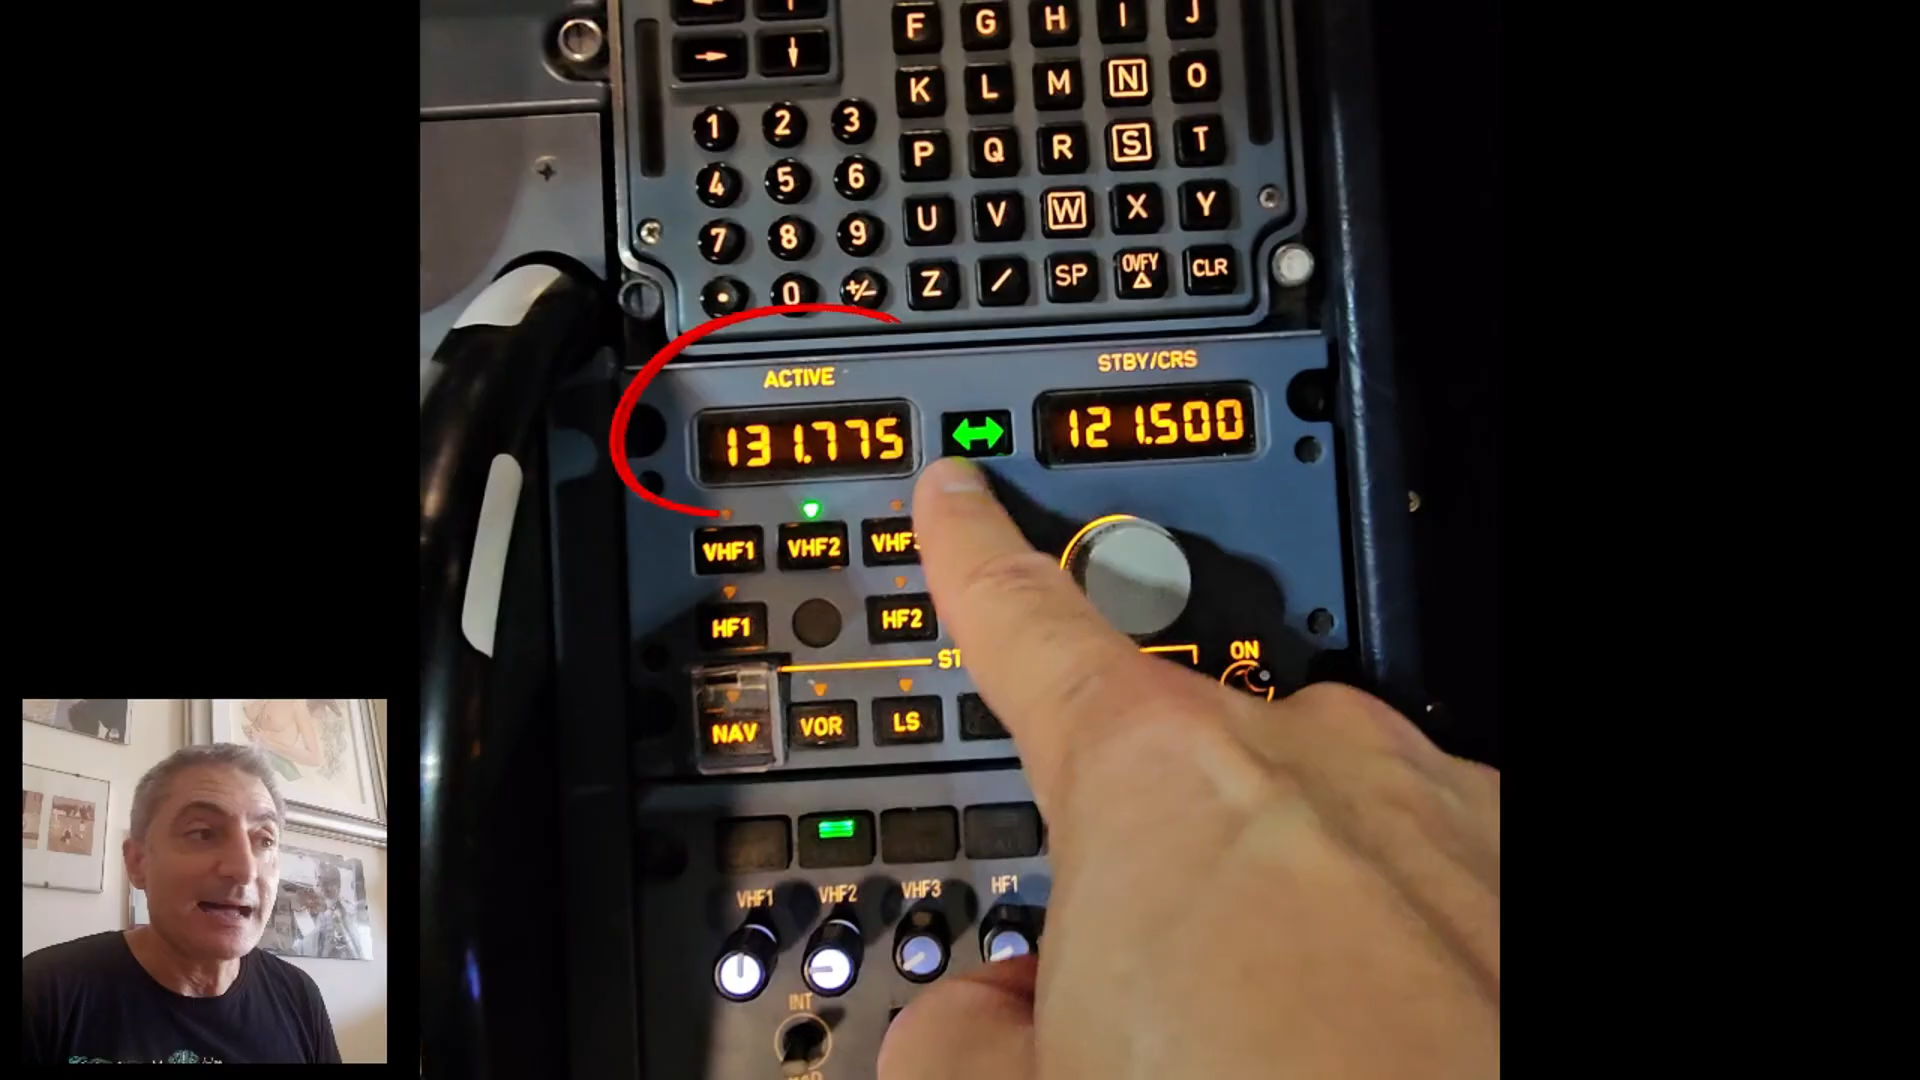 F G H I J
K L M N O
1 2 3 P Q R S T
4 5 6 U V W X Y
7 8 9 Z / SP OVFY Δ CLR
. 0 +/-
ACTIVE STBY/CRS
131.775 121.500
VHF1 VHF2 VHF3
HF1 HF2
ON
NAV VOR LS
VHF1 VHF2 VHF3 HF1
INT